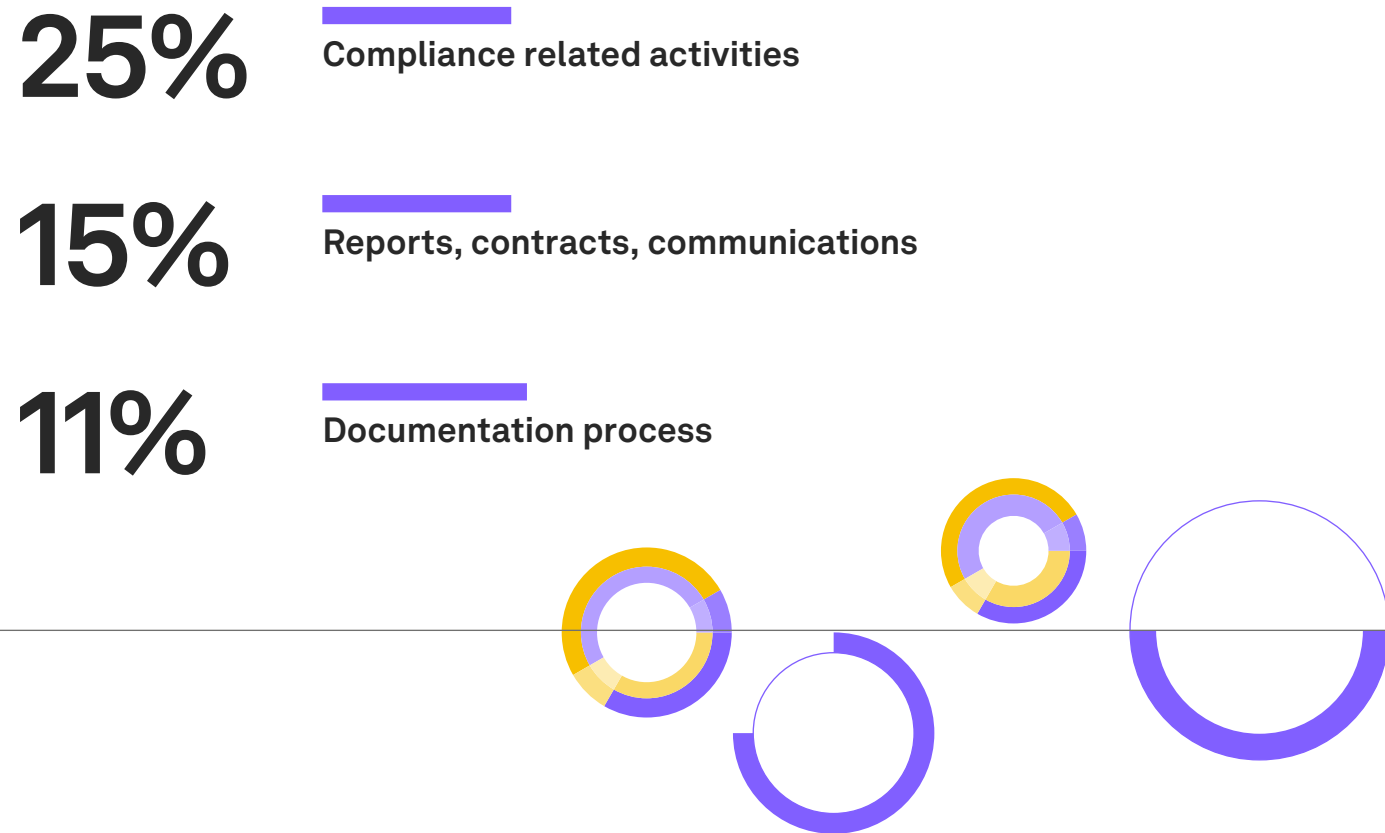 25%
Compliance related activities
15%
Reports, contracts, communications
11%
Documentation process